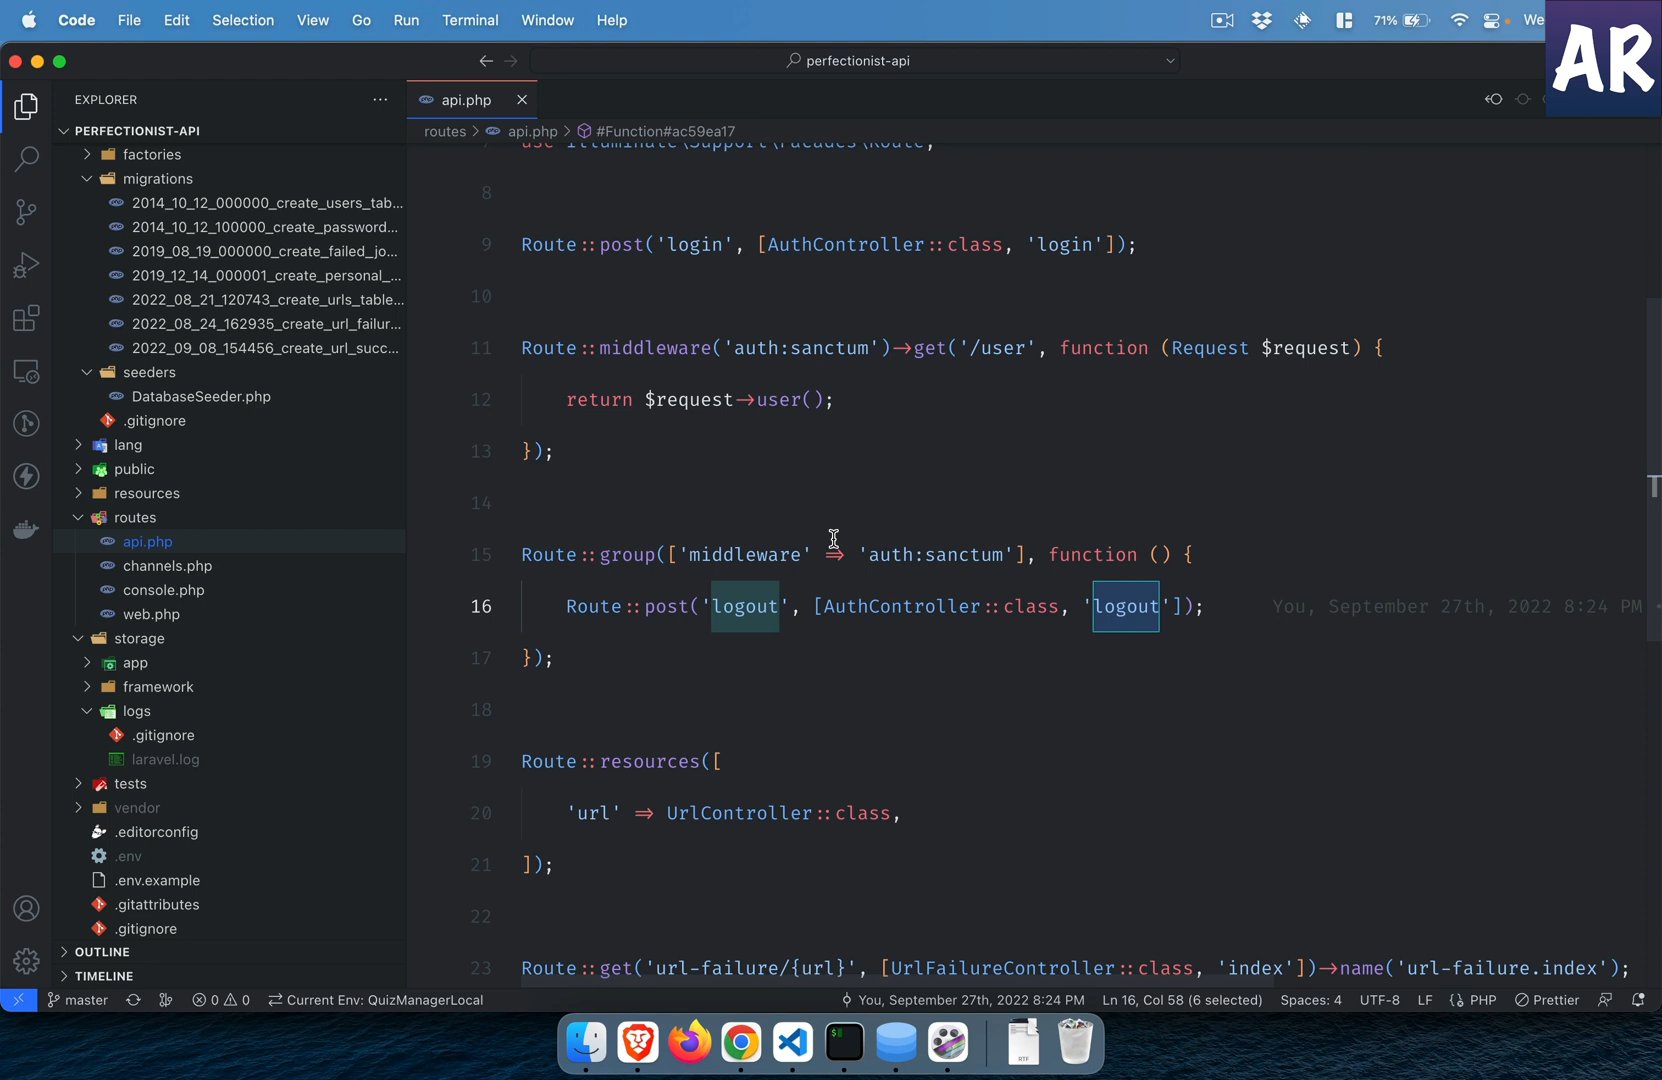 Code File Edit Selection View Go Run Terminal Window Help 71% We
AR
perfectionist-api
EXPLORER
api.php
PERFECTIONIST-API
routes > api.php > #Function#ac59ea17
factories
migrations
2014_10_12_000000_create_users_tab...
2014_10_12_100000_create_password...
2019_08_19_000000_create_failed_jo...
2019_12_14_000001_create_personal_...
2022_08_21_120743_create_urls_table...
2022_08_24_162935_create_url_failur...
2022_09_08_154456_create_url_succ...
seeders
DatabaseSeeder.php
.gitignore
lang
public
resources
routes
api.php
channels.php
console.php
web.php
storage
app
framework
logs
.gitignore
laravel.log
tests
vendor
.editorconfig
.env
.env.example
.gitattributes
.gitignore
OUTLINE
TIMELINE
7 use Illuminate\Support\Facades\Route;
8
9 Route::post('login', [AuthController::class, 'login']);
10
11 Route::middleware('auth:sanctum')->get('/user', function (Request $request) {
12 return $request->user();
13 });
14
15 Route::group(['middleware' => 'auth:sanctum'], function () {
16 Route::post('logout', [AuthController::class, 'logout']); You, September 27th, 2022 8:24 PM •
17 });
18
19 Route::resources([
20 'url' => UrlController::class,
21 ]);
22
23 Route::get('url-failure/{url}', [UrlFailureController::class, 'index'])->name('url-failure.index');
master 0 0 Current Env: QuizManagerLocal You, September 27th, 2022 8:24 PM Ln 16, Col 58 (6 selected) Spaces: 4 UTF-8 LF PHP Prettier
$
RTF